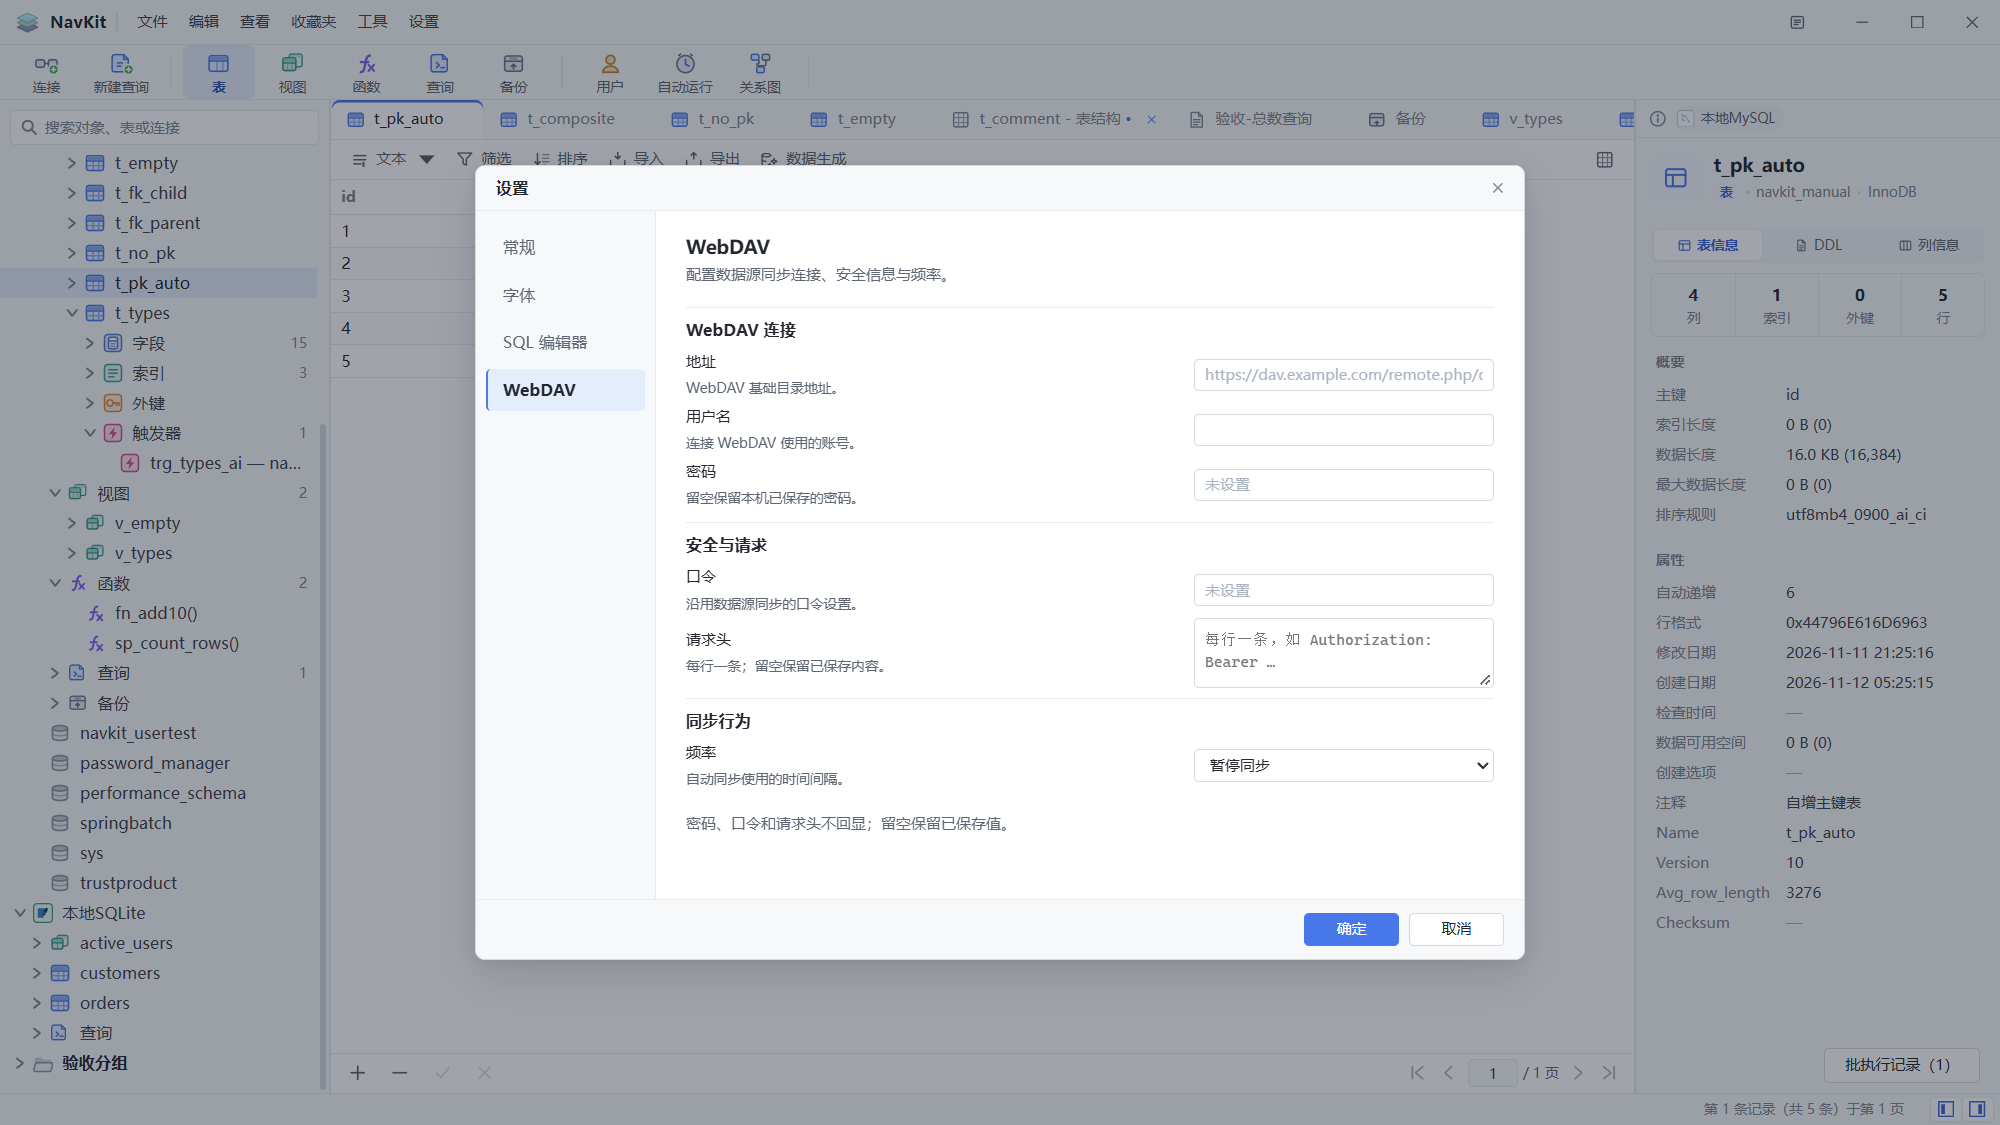 NavKit 文件 编辑 查看 收藏夹 工具 设置
连接 新建查询 表 视图 函数 查询 备份 用户 自动运行 关系图
搜索对象、表或连接
t_empty
t_fk_child
t_fk_parent
t_no_pk
t_pk_auto
t_types
字段 15
索引 3
外键
触发器 1
trg_types_ai — na...
视图 2
v_empty
v_types
函数 2
fn_add10()
sp_count_rows()
查询 1
备份
navkit_usertest
password_manager
performance_schema
springbatch
sys
trustproduct
本地SQLite
active_users
customers
orders
查询
验收分组
t_pk_auto t_composite t_no_pk t_empty t_comment - 表结构 • 验收-总数查询 备份 v_types
文本 筛选 排序 导入 导出 数据生成
id
1
2
3
4
5
设置
常规
字体
SQL 编辑器
WebDAV
WebDAV
配置数据源同步连接、安全信息与频率。
WebDAV 连接
地址
WebDAV 基础目录地址。
https://dav.example.com/remote.php/c
用户名
连接 WebDAV 使用的账号。
密码
留空保留本机已保存的密码。
未设置
安全与请求
口令
沿用数据源同步的口令设置。
未设置
请求头
每行一条；留空保留已保存内容。
每行一条，如 Authorization:
Bearer …
同步行为
频率
自动同步使用的时间间隔。
暂停同步
密码、口令和请求头不回显；留空保留已保存值。
确定 取消
1 / 1 页
本地MySQL
t_pk_auto
表 · navkit_manual · InnoDB
表信息 DDL 列信息
4 1 0 5
列 索引 外键 行
概要
主键 id
索引长度 0 B (0)
数据长度 16.0 KB (16,384)
最大数据长度 0 B (0)
排序规则 utf8mb4_0900_ai_ci
属性
自动递增 6
行格式 0x44796E616D6963
修改日期 2026-11-11 21:25:16
创建日期 2026-11-12 05:25:15
检查时间 —
数据可用空间 0 B (0)
创建选项 —
注释 自增主键表
Name t_pk_auto
Version 10
Avg_row_length 3276
Checksum —
批执行记录（1）
第 1 条记录（共 5 条）于第 1 页